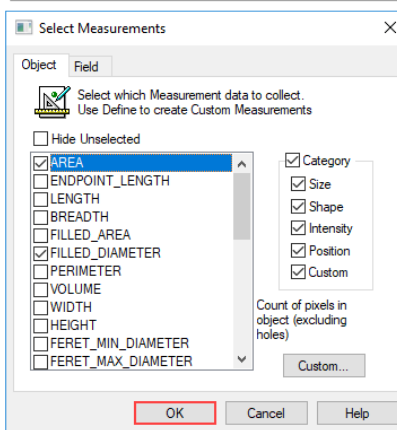 Select Measurements
Object Field
Select which Measurement data to collect.
Use Define to create Custom Measurements
Hide Unselected
AREA
ENDPOINT_LENGTH
LENGTH
BREADTH
FILLED_AREA
FILLED_DIAMETER
PERIMETER
VOLUME
WIDTH
HEIGHT
FERET_MIN_DIAMETER
FERET_MAX_DIAMETER
Category
Size
Shape
Intensity
Position
Custom
Count of pixels in
object (excluding
holes)
Custom...
OK Cancel Help